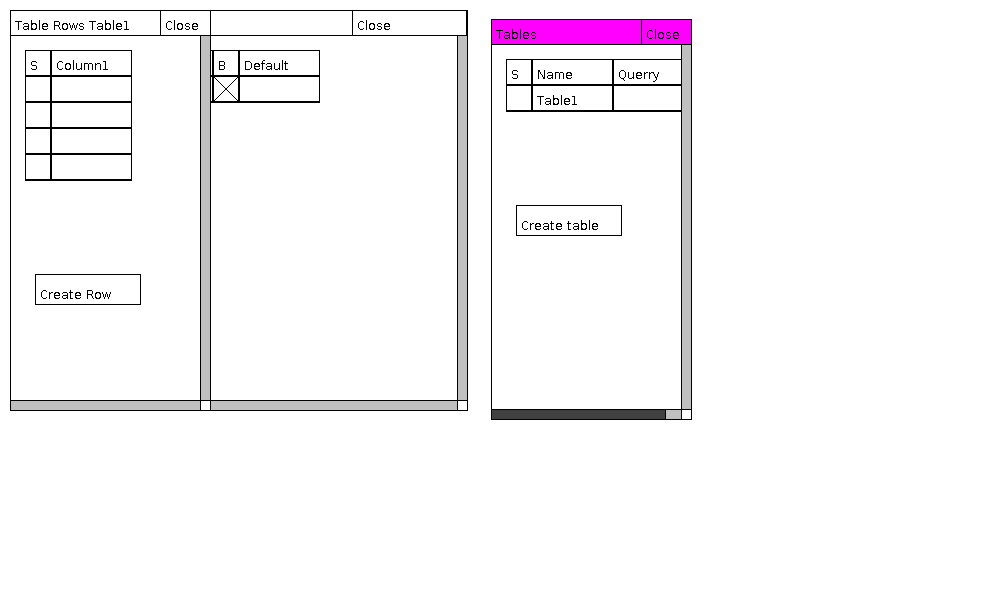 Table Rows Table1 Close
Close
S Column1
B Default
Create Row
Tables Close
S Name Querry
Table1
Create table